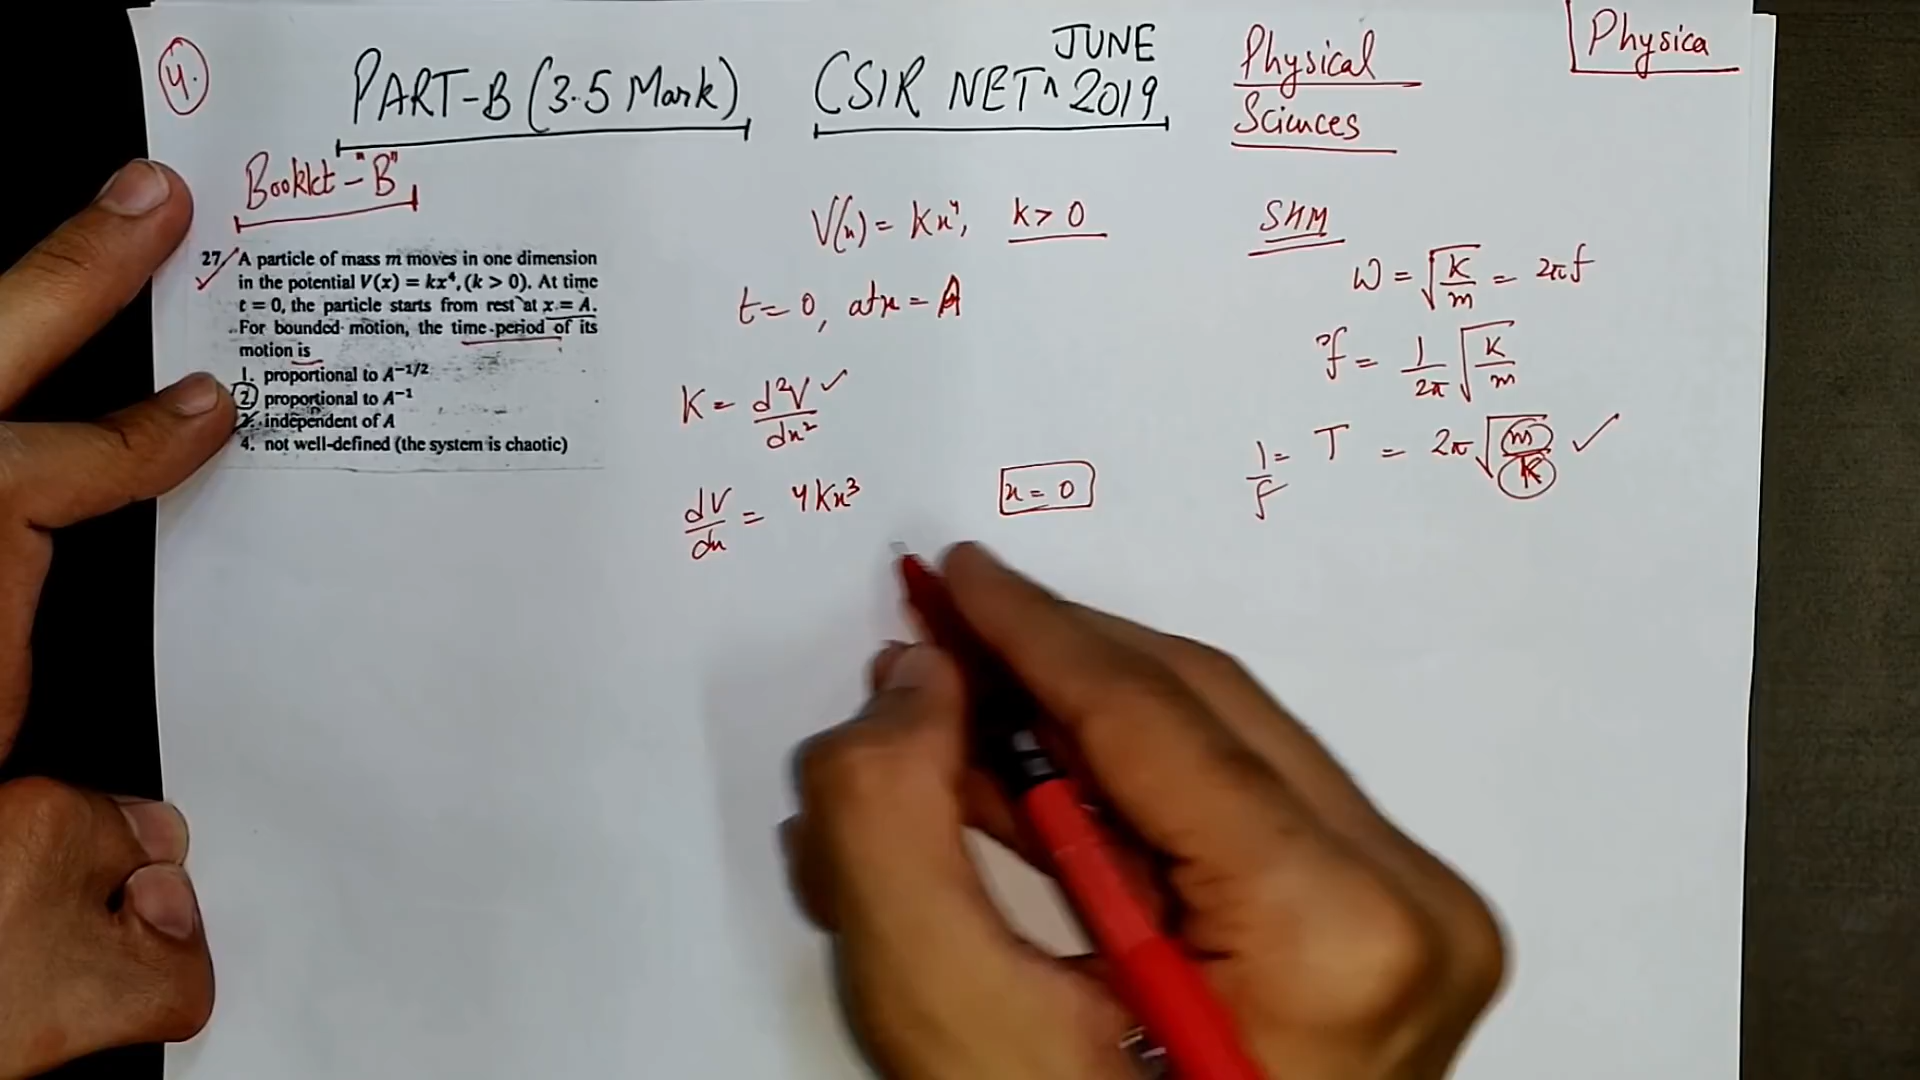 4.
PART-B (3.5 Mark)
CSIR NET^ 2019
JUNE
Physical
Sciences
Physica
Booklet-"B"
27. A particle of mass m moves in one dimension
in the potential V(x) = kx⁴, (k > 0). At time
t = 0, the particle starts from rest at x = A.
For bounded motion, the time period of its
motion is
1. proportional to A⁻¹/²
2. proportional to A⁻¹
3. independent of A
4. not well-defined (the system is chaotic)
V(x) = Kx⁴, k > 0
t = 0, at x = A
K = d²V/dx² ✓
dV/dx = 4Kx³
x = 0
SHM
ω = √(K/m) = 2πf
f = 1/2π √(K/m)
1/f = T = 2π √(m/K) ✓